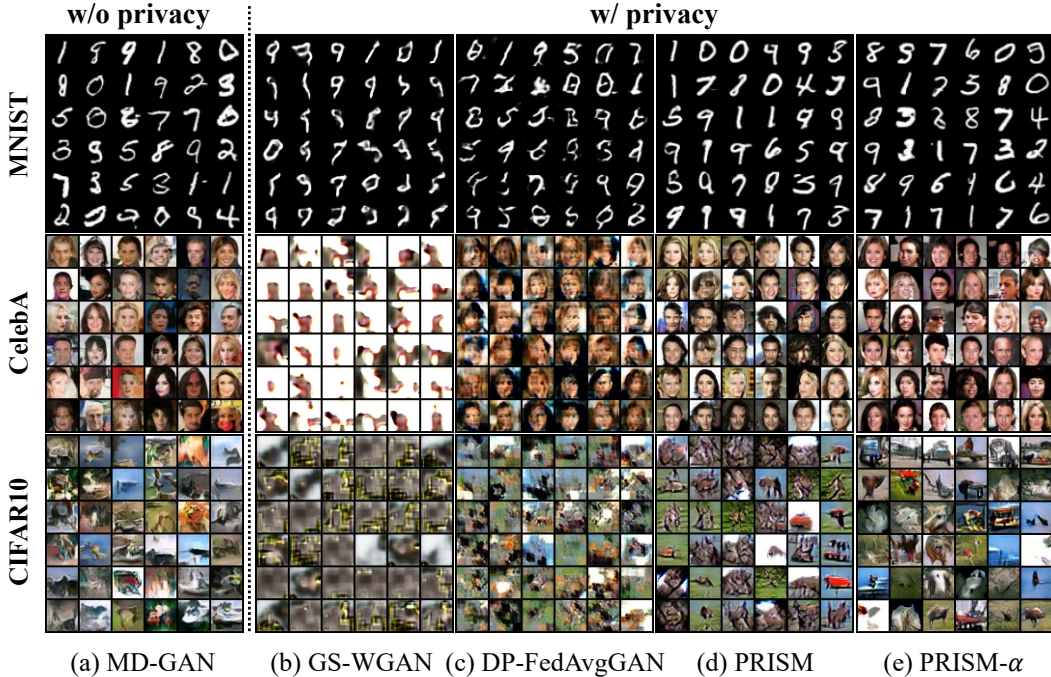 w/o privacy
w/ privacy
MNIST
CelebA
CIFAR10
(a) MD-GAN
(b) GS-WGAN
(c) DP-FedAvgGAN
(d) PRISM
(e) PRISM-α